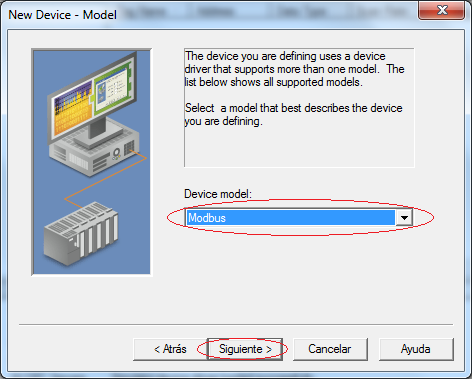 New Device - Model
The device you are defining uses a device
driver that supports more than one model. The
list below shows all supported models.
Select a model that best describes the device
you are defining.
Device model:
Modbus
< Atrás
Siguiente >
Cancelar
Ayuda